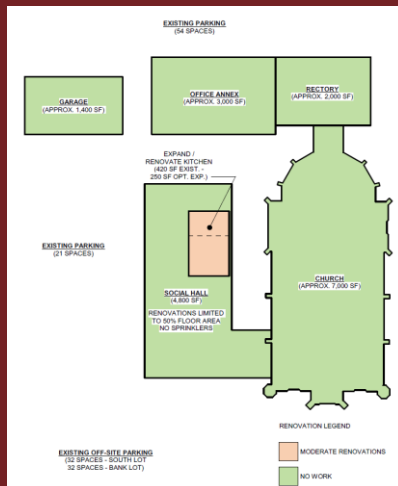 EXISTING PARKING
(54 SPACES)
GARAGE
(APPROX. 1,400 SF)
OFFICE ANNEX
(APPROX. 3,000 SF)
RECTORY
(APPROX. 2,000 SF)
EXPAND /
RENOVATE KITCHEN
(420 SF EXIST. -
250 SF OPT. EXP.)
EXISTING PARKING
(21 SPACES)
SOCIAL HALL
(4,800 SF)
RENOVATIONS LIMITED
TO 50% FLOOR AREA
NO SPRINKLERS
CHURCH
(APPROX. 7,000 SF)
EXISTING OFF-SITE PARKING
(32 SPACES - SOUTH LOT
32 SPACES - BANK LOT)
RENOVATION LEGEND
MODERATE RENOVATIONS
NO WORK